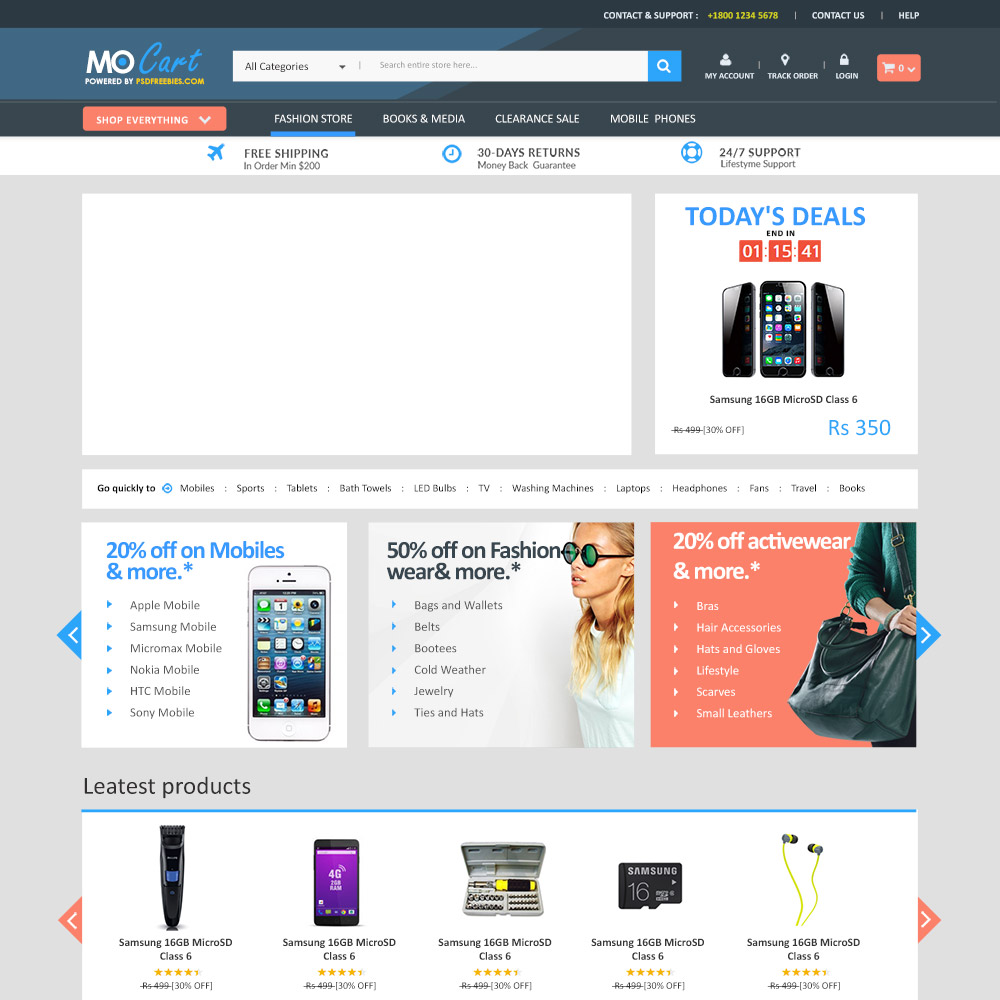 CONTACT & SUPPORT : +1800 1234 5678 | CONTACT US | HELP
MO Cart
POWERED BY PSDFREEBIES.COM
All Categories | Search entire store here...
MY ACCOUNT | TRACK ORDER | LOGIN
0
SHOP EVERYTHING
FASHION STORE BOOKS & MEDIA CLEARANCE SALE MOBILE PHONES
FREE SHIPPING
In Order Min $200
30-DAYS RETURNS
Money Back Guarantee
24/7 SUPPORT
Lifestyme Support
TODAY'S DEALS
END IN
01 : 15 : 41
Samsung 16GB MicroSD Class 6
Rs 499 [30% OFF] Rs 350
Go quickly to Mobiles : Sports : Tablets : Bath Towels : LED Bulbs : TV : Washing Machines : Laptops : Headphones : Fans : Travel : Books
20% off on Mobiles
& more.*
Apple Mobile
Samsung Mobile
Micromax Mobile
Nokia Mobile
HTC Mobile
Sony Mobile
50% off on Fashion
wear& more.*
Bags and Wallets
Belts
Bootees
Cold Weather
Jewelry
Ties and Hats
20% off activewear
& more.*
Bras
Hair Accessories
Hats and Gloves
Lifestyle
Scarves
Small Leathers
Leatest products
4G
2GB
RAM
SAMSUNG
16
Samsung 16GB MicroSD
Class 6
Rs 499 [30% OFF]
Samsung 16GB MicroSD
Class 6
Rs 499 [30% OFF]
Samsung 16GB MicroSD
Class 6
Rs 499 [30% OFF]
Samsung 16GB MicroSD
Class 6
Rs 499 [30% OFF]
Samsung 16GB MicroSD
Class 6
Rs 499 [30% OFF]